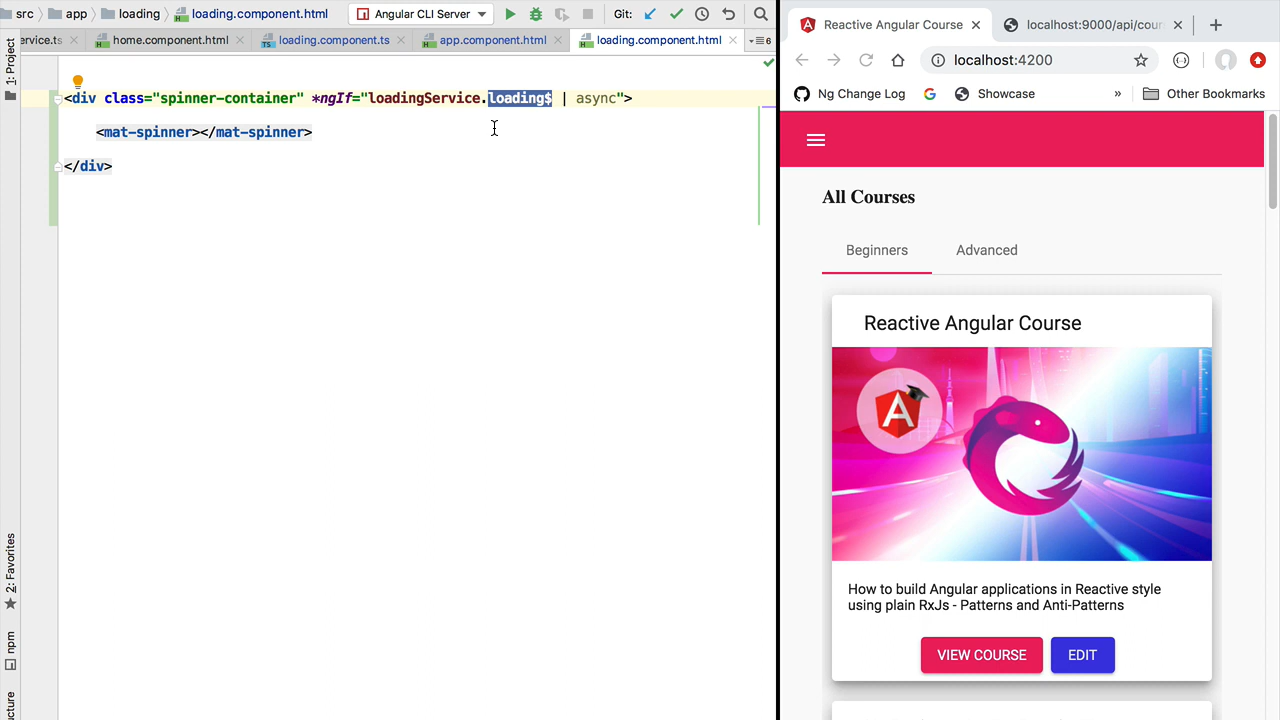 src app loading loading.component.html Angular CLI Server Git:
ervice.ts home.component.html loading.component.ts app.component.html loading.component.html 6
1: Project
<div class="spinner-container" *ngIf="loadingService.loading$ | async">
<mat-spinner></mat-spinner>
</div>
2: Favorites
npm
ucture
Reactive Angular Course localhost:9000/api/cour
localhost:4200
Ng Change Log Showcase » Other Bookmarks
All Courses
Beginners Advanced
Reactive Angular Course
A
How to build Angular applications in Reactive style
using plain RxJs - Patterns and Anti-Patterns
VIEW COURSE EDIT